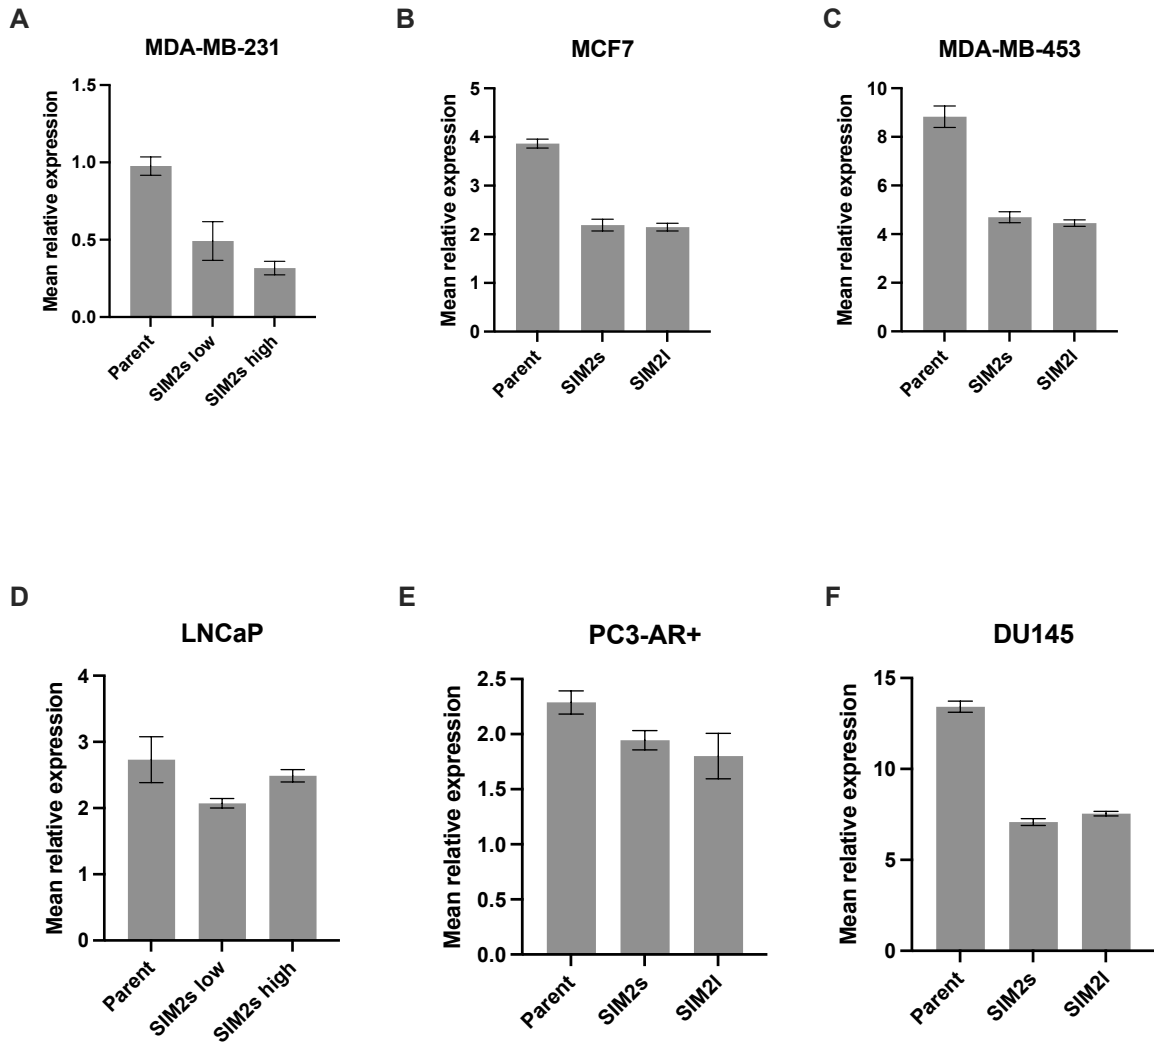 A
MDA-MB-231
Mean relative expression
1.5
1.0
0.5
0.0
Parent
SIM2s low
SIM2s high
B
MCF7
Mean relative expression
5
4
3
2
1
0
Parent
SIM2s
SIM2l
C
MDA-MB-453
Mean relative expression
10
8
6
4
2
0
Parent
SIM2s
SIM2l
D
LNCaP
Mean relative expression
4
3
2
1
0
Parent
SIM2s low
SIM2s high
E
PC3-AR+
Mean relative expression
2.5
2.0
1.5
1.0
0.5
0.0
Parent
SIM2s
SIM2l
F
DU145
Mean relative expression
15
10
5
0
Parent
SIM2s
SIM2l